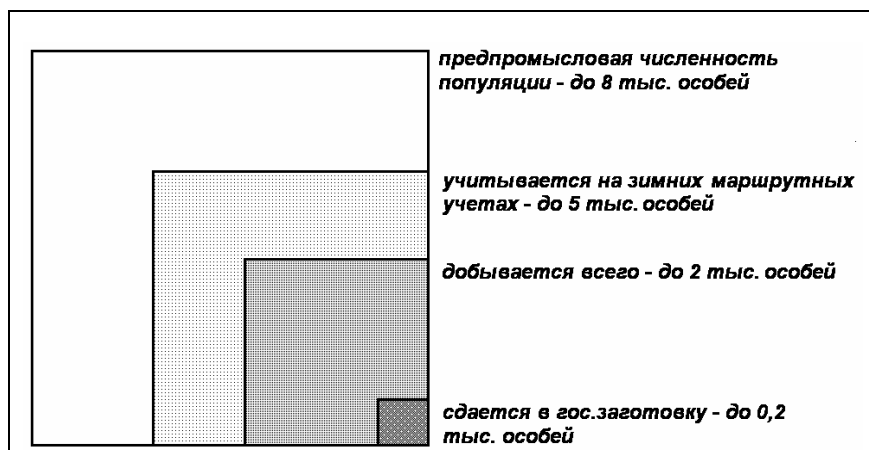 предпромысловая численность
популяции - до 8 тыс. особей
учитывается на зимних маршрутных
учетах - до 5 тыс. особей
добывается всего - до 2 тыс. особей
сдается в гос.заготовку - до 0,2
тыс. особей